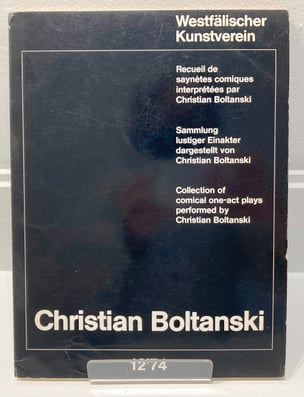 Westfälischer
Kunstverein
Recueil de
saynètes comiques
interprétées par
Christian Boltanski
Sammlung
lustiger Einakter
dargestellt von
Christian Boltanski
Collection of
comical one-act plays
performed by
Christian Boltanski
Christian Boltanski
12'74